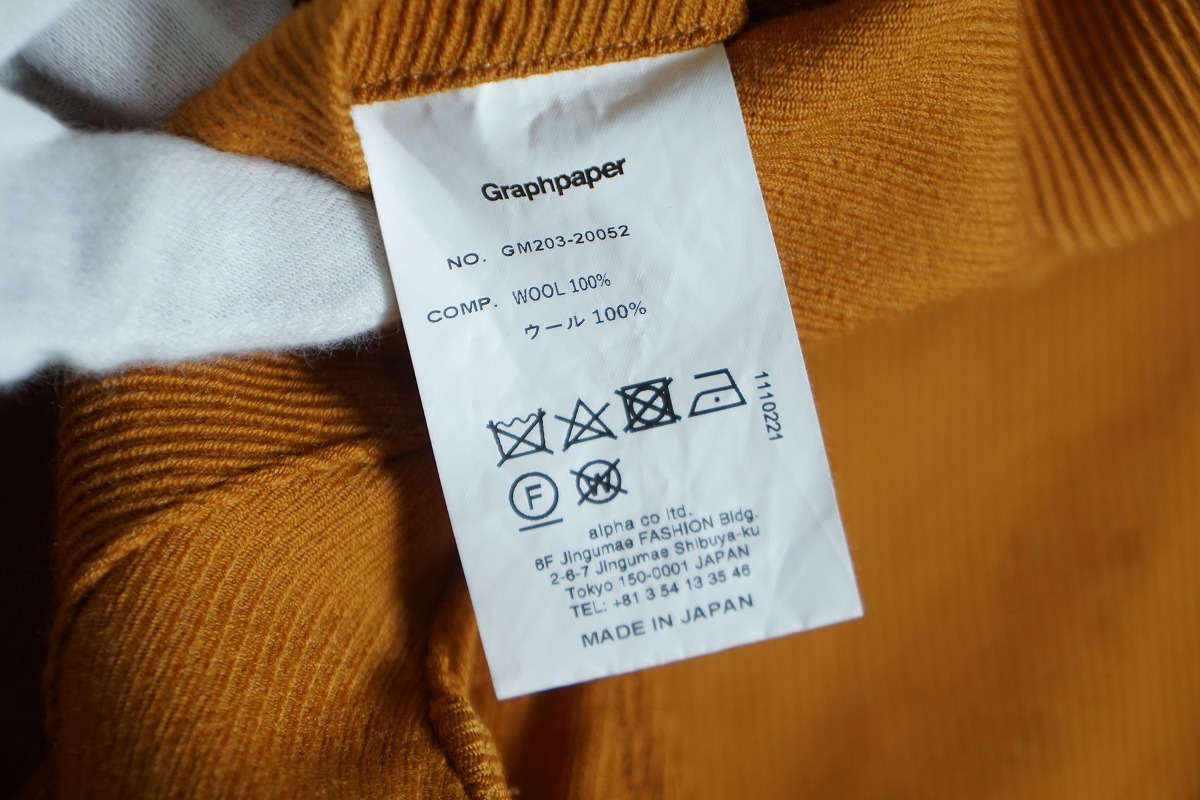 Graphpaper
NO. GM203-20052
COMP. WOOL 100%
ウール 100%
1110221
F
W
alpha co ltd.
6F Jingumae FASHION Bldg.
2-6-7 Jingumae Shibuya-ku
Tokyo 150-0001 JAPAN
TEL: +81 3 54 13 35 46
MADE IN JAPAN